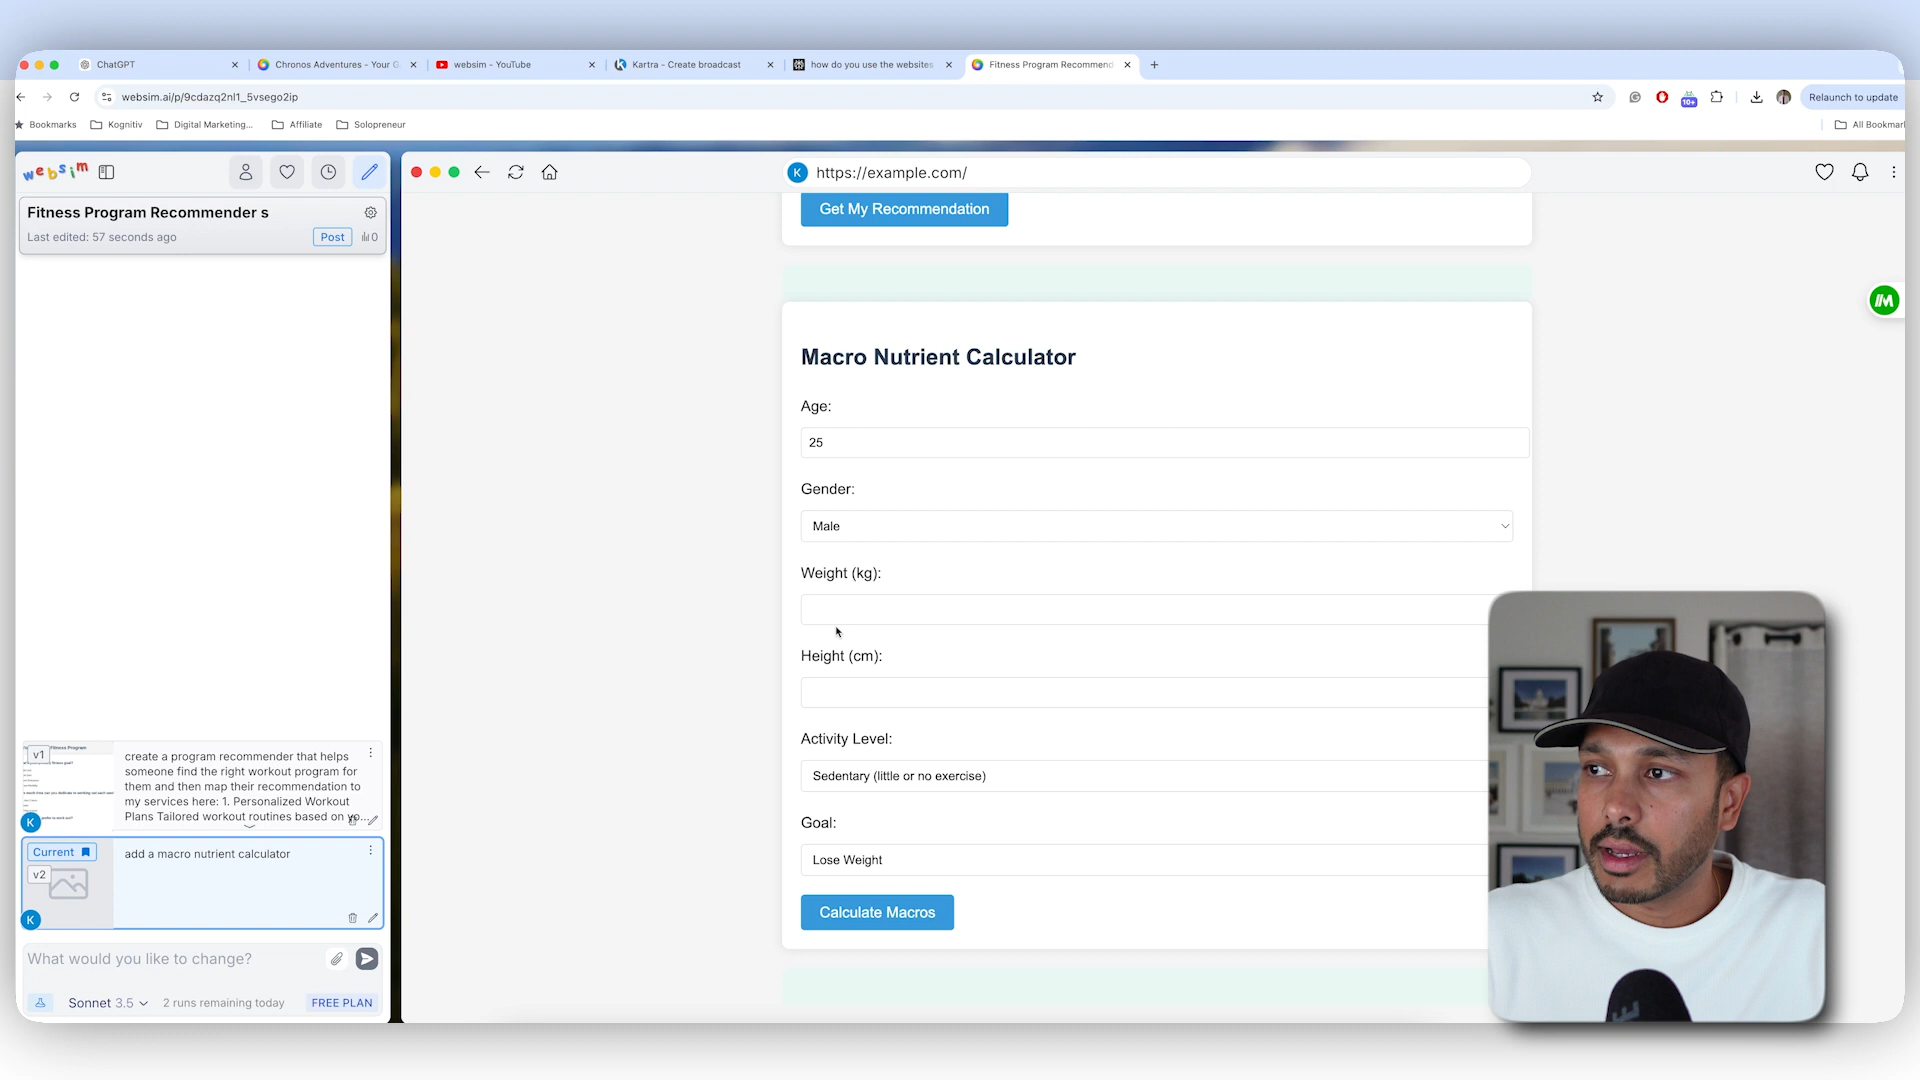 ChatGPT
Chronos Adventures - Your G
websim - YouTube
Kartra - Create broadcast
how do you use the websites
Fitness Program Recommend
websim.ai/p/9cdazq2nl1_5vsego2ip
10+
Relaunch to update
Bookmarks
Kognitiv
Digital Marketing...
Affiliate
Solopreneur
All Bookmar
websim
K
https://example.com/
Fitness Program Recommender s
Last edited: 57 seconds ago
Post
0
Get My Recommendation
Macro Nutrient Calculator
Age:
25
Gender:
Male
Weight (kg):
Height (cm):
Activity Level:
Sedentary (little or no exercise)
Goal:
Lose Weight
Calculate Macros
v1
Fitness Program
create a program recommender that helps
someone find the right workout program for
them and then map their recommendation to
my services here: 1. Personalized Workout
Plans Tailored workout routines based on yo...
K
Current
v2
add a macro nutrient calculator
K
What would you like to change?
Sonnet 3.5
2 runs remaining today
FREE PLAN